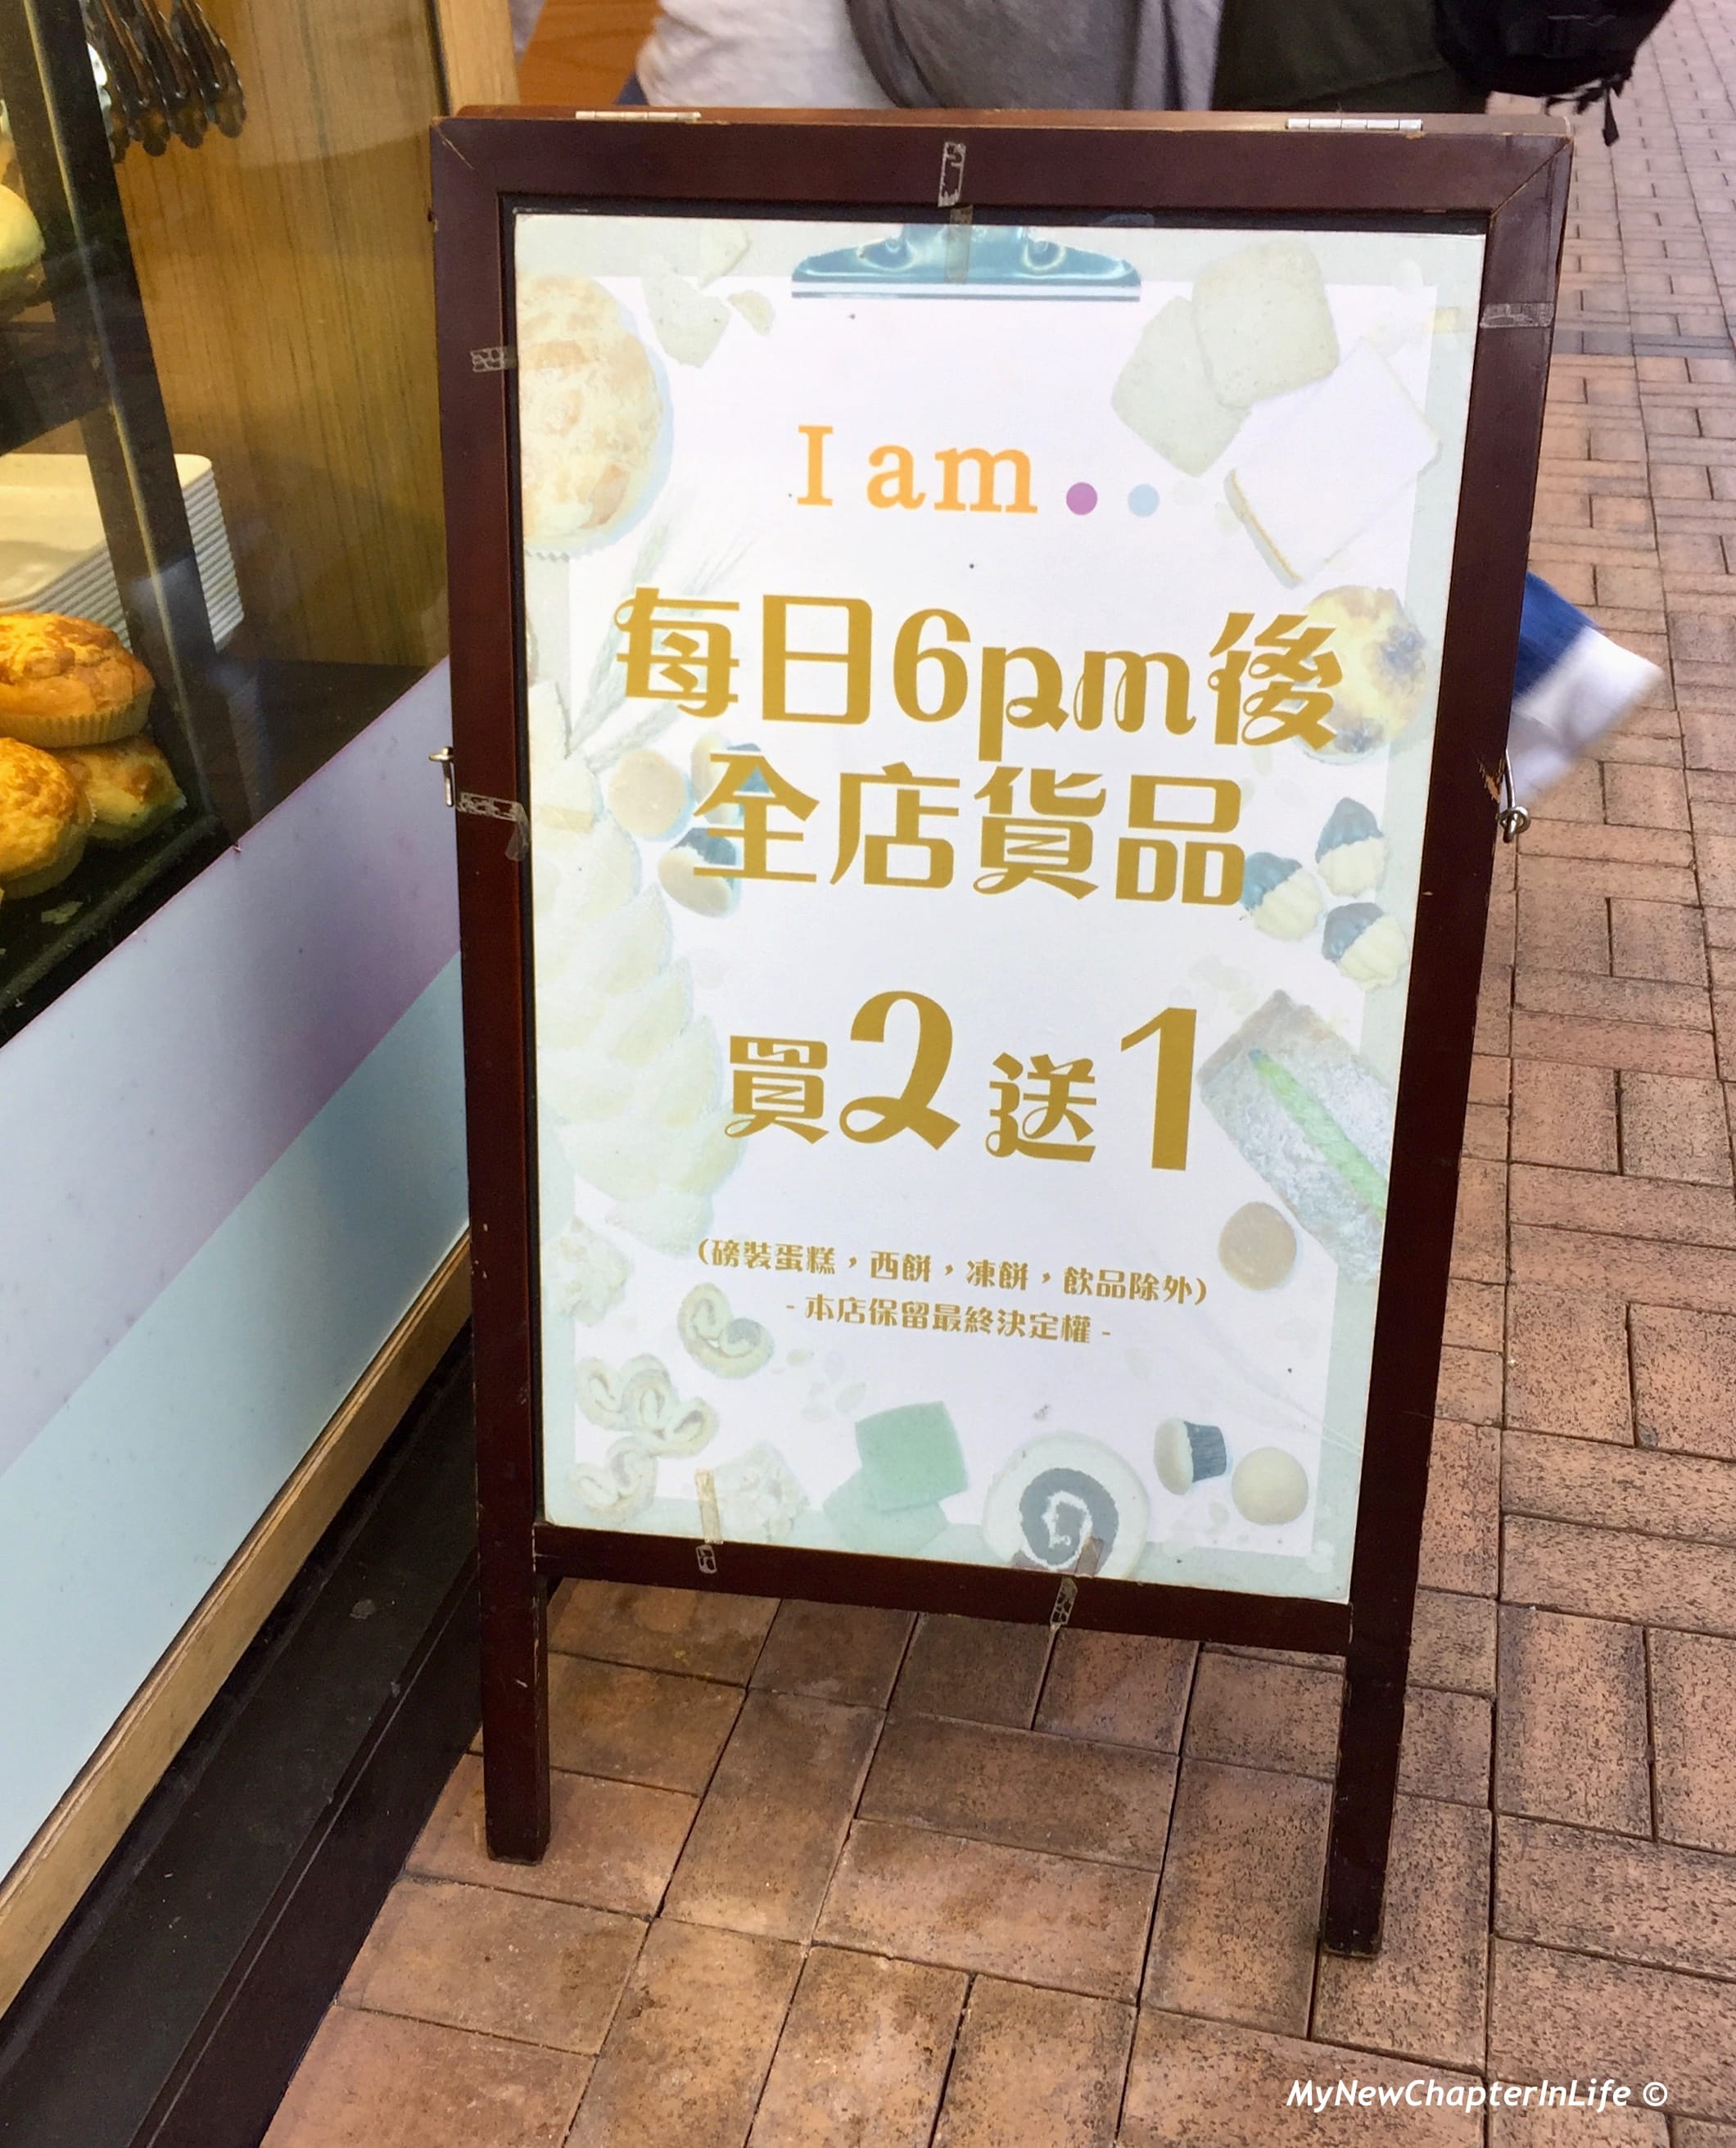 I am
每日6pm後
全店貨品
買2送1
(磅裝蛋糕，西餅，凍餅，飲品除外)
- 本店保留最終決定權 -
MyNewChapterInLife ©